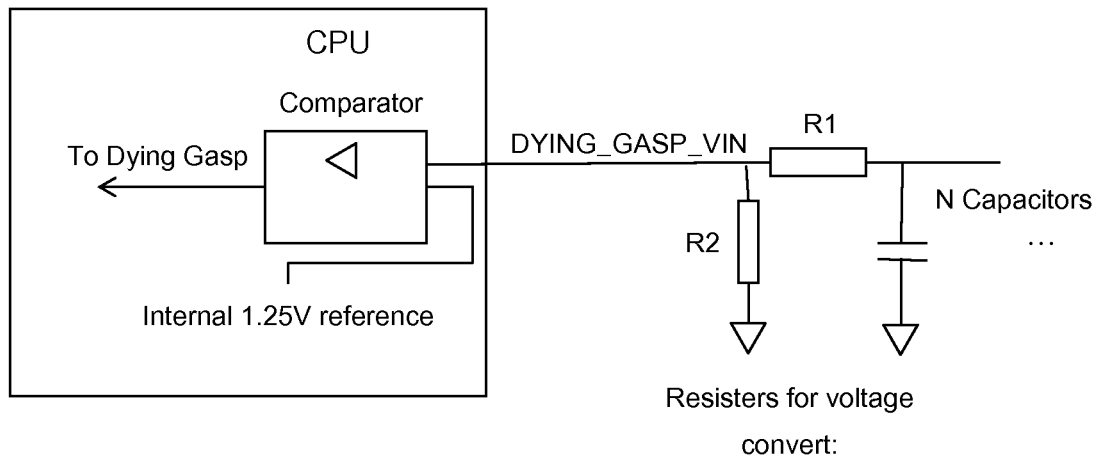 CPU
Comparator
To Dying Gasp
DYING_GASP_VIN
R1
R2
N Capacitors
...
Internal 1.25V reference
Resisters for voltage
convert: